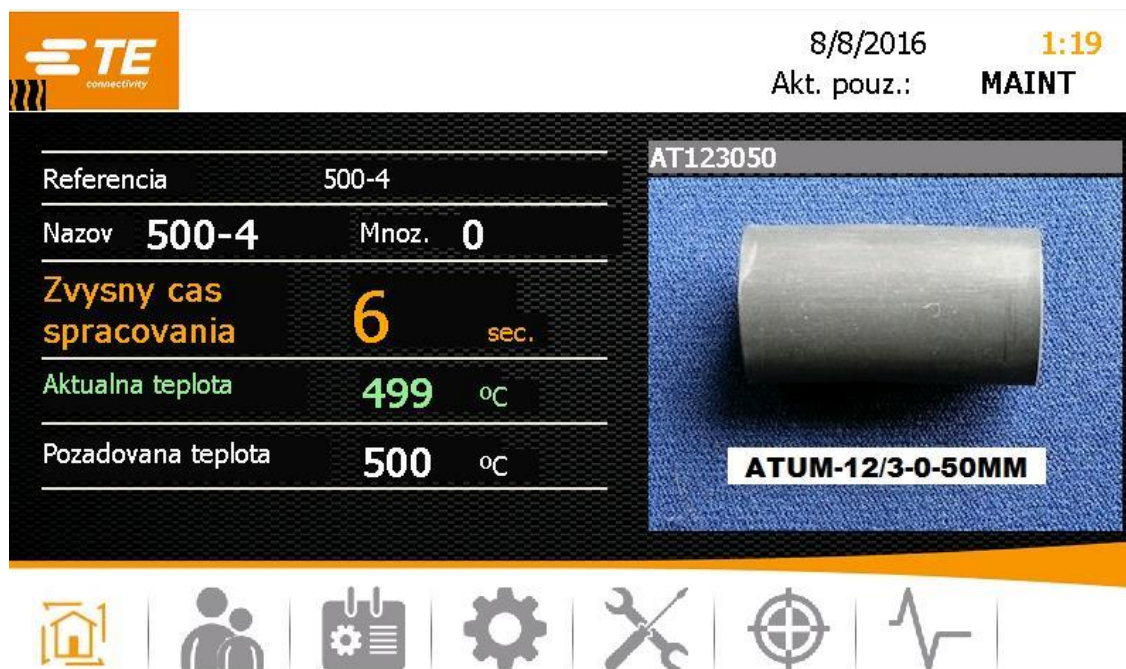 TE
connectivity
8/8/2016 1:19
Akt. pouz.: MAINT
Referencia 500-4
Nazov 500-4 Mnoz. 0
Zvysny cas
spracovania 6 sec.
Aktualna teplota 499 ºC
Pozadovana teplota 500 ºC
AT123050
ATUM-12/3-0-50MM